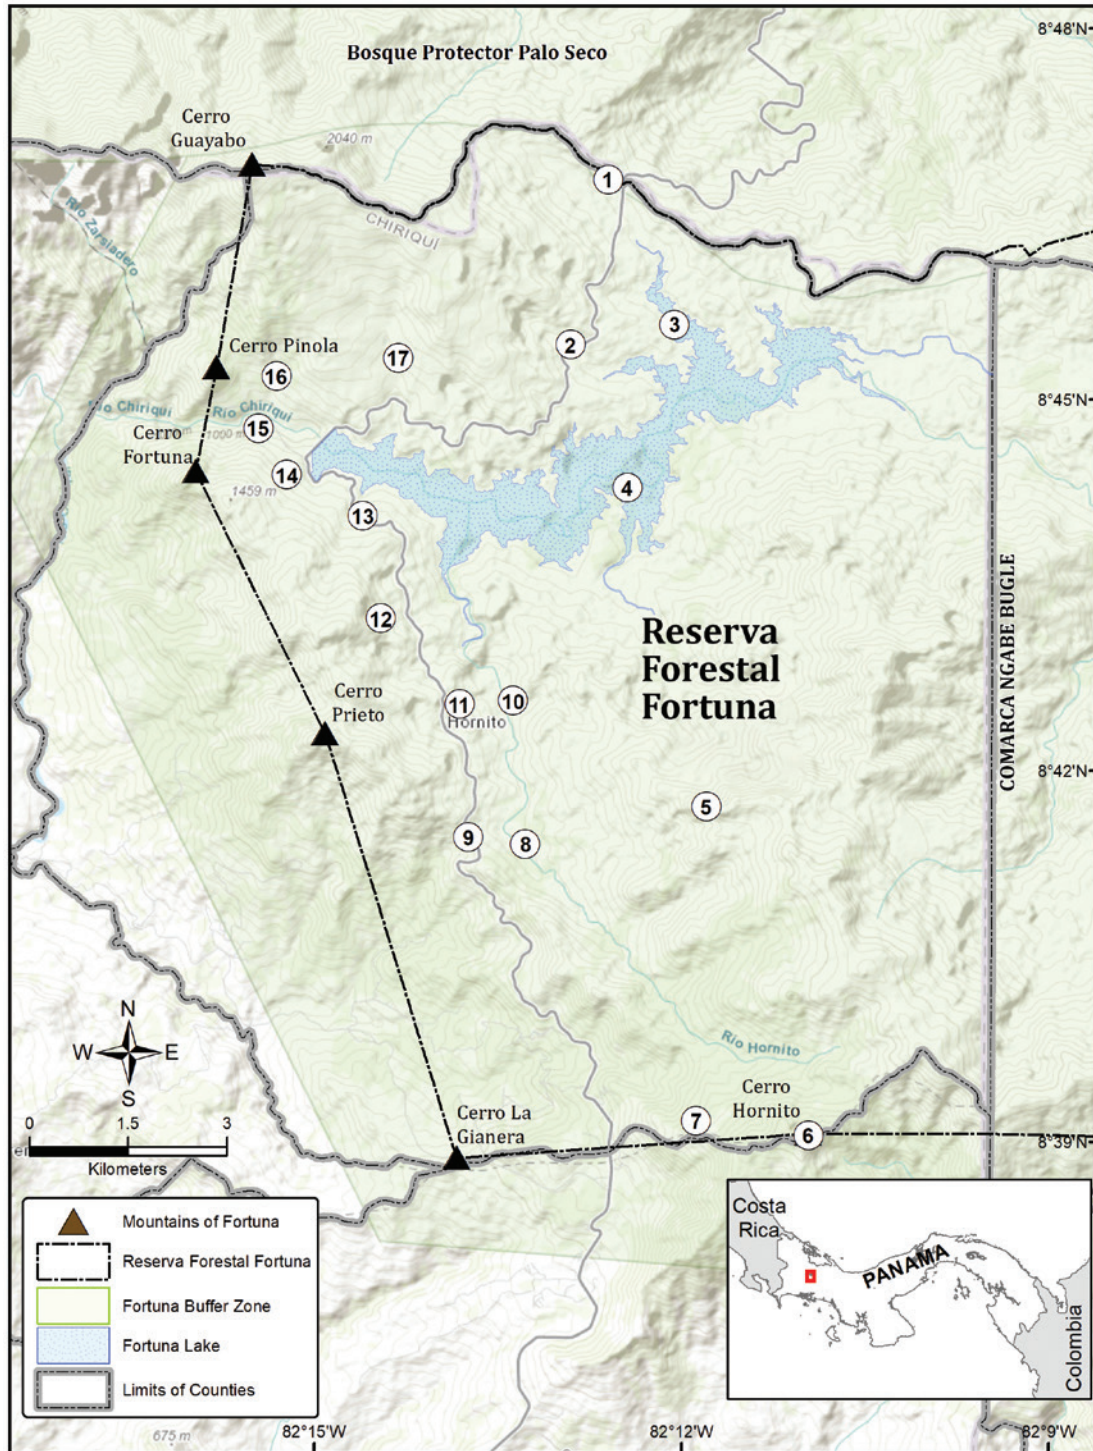 8°48'N
Bosque Protector Palo Seco
Cerro
Guayabo
2040 m
1
CHIRIQUÍ
Río Zarsiadero
3
2
Cerro Pinola
17
16
8°45'N
Río Chiriqui
Río Chiriqui
15
1000 m
Cerro
Fortuna
14
1459 m
4
13
12
Reserva
Forestal
Fortuna
COMARCA NGABE BUGLE
Cerro
Prieto
11
10
Hornito
8°42'N
5
9
8
N
W
E
S
Río Hornito
Cerro
Hornito
Cerro La
Gianera
7
6
8°39'N
0
1.5
3
Kilometers
Mountains of Fortuna
Reserva Forestal Fortuna
Fortuna Buffer Zone
Fortuna Lake
Limits of Counties
Costa
Rica
PANAMA
Colombia
675 m
82°15'W
82°12'W
82°9'W